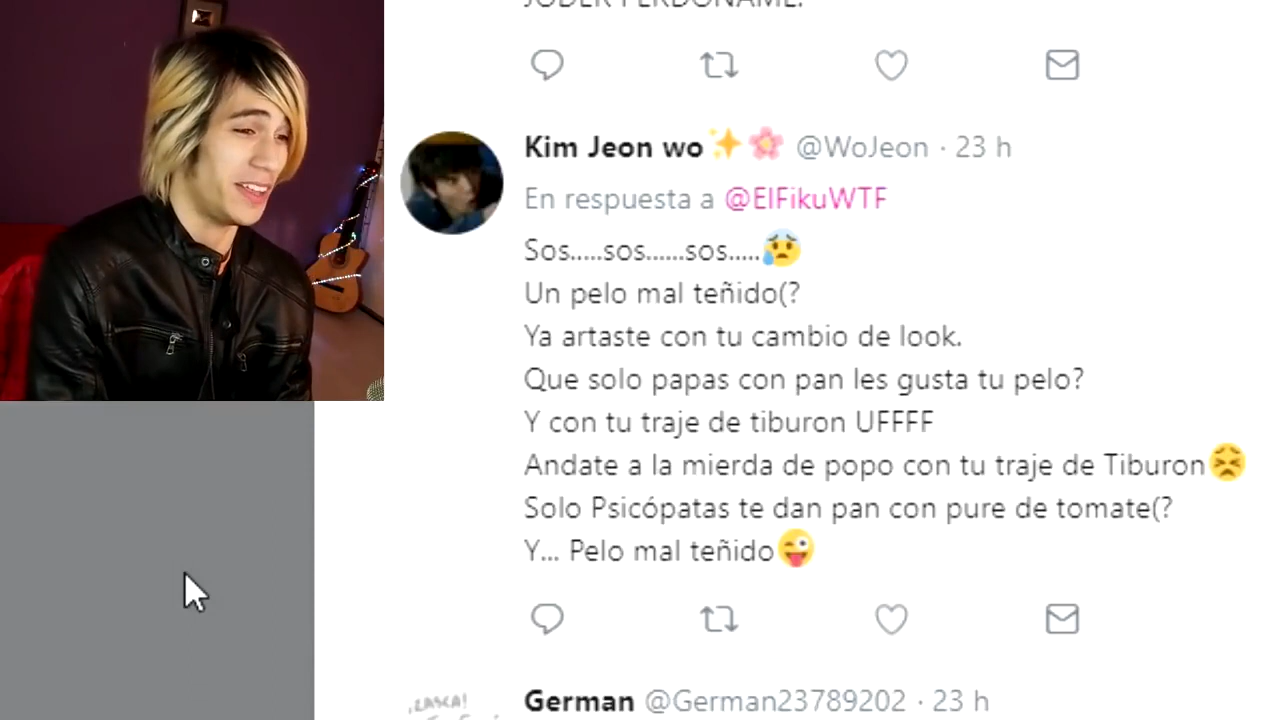 JODER PERDONAME.
Kim Jeon wo✨🌸 @WoJeon · 23 h
En respuesta a @ElFikuWTF
Sos.....sos......sos.....😰
Un pelo mal teñido(?
Ya artaste con tu cambio de look.
Que solo papas con pan les gusta tu pelo?
Y con tu traje de tiburon UFFFF
Andate a la mierda de popo con tu traje de Tiburon😣
Solo Psicópatas te dan pan con pure de tomate(?
Y... Pelo mal teñido😜
German @German23789202 · 23 h
¡ZASCA!